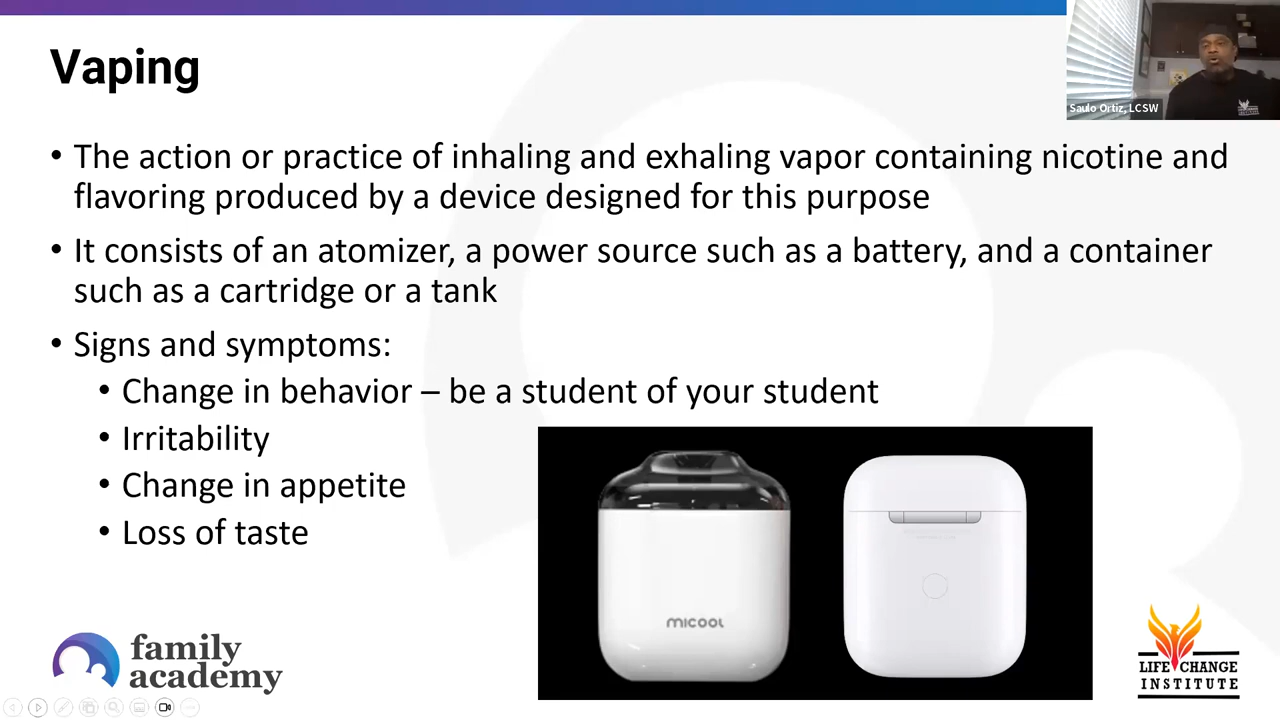 Vaping
Saulo Ortiz, LCSW
• The action or practice of inhaling and exhaling vapor containing nicotine and
flavoring produced by a device designed for this purpose
• It consists of an atomizer, a power source such as a battery, and a container
such as a cartridge or a tank
• Signs and symptoms:
• Change in behavior – be a student of your student
• Irritability
• Change in appetite
• Loss of taste
micool
family
academy
LIFE CHANGE
INSTITUTE